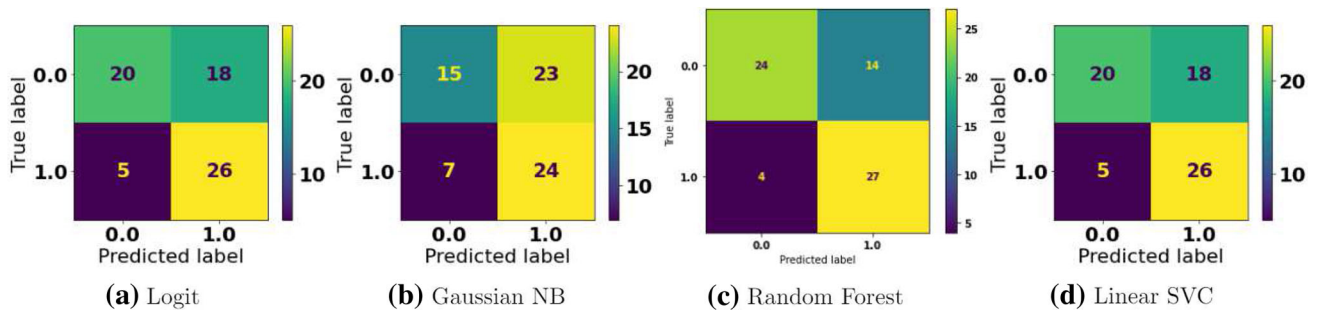 True label
0.0
1.0
20 18
5 26
0.0 1.0
Predicted label
20
10
(a) Logit
True label
0.0
1.0
15 23
7 24
0.0 1.0
Predicted label
20
15
10
(b) Gaussian NB
True label
0.0
1.0
24 14
4 27
0.0 1.0
Predicted label
25
20
15
10
5
(c) Random Forest
True label
0.0
1.0
20 18
5 26
0.0 1.0
Predicted label
20
10
(d) Linear SVC